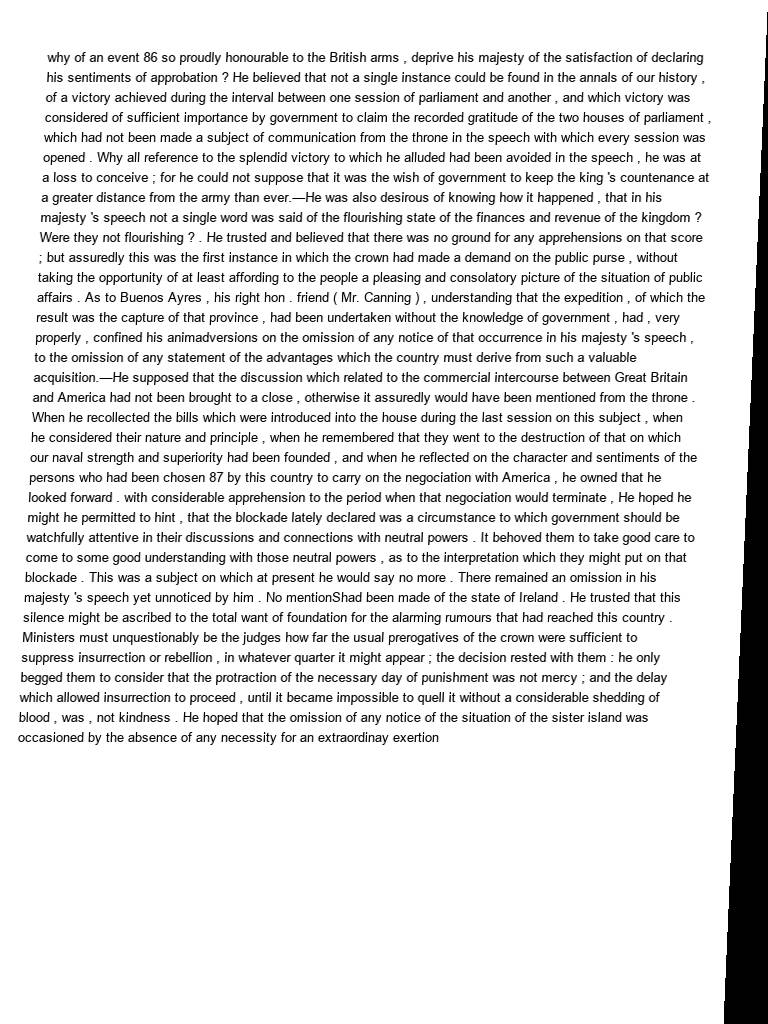 why of an event 86 so proudly honourable to the British arms , deprive his majesty of the satisfaction of declaring
his sentiments of approbation ? He believed that not a single instance could be found in the annals of our history ,
of a victory achieved during the interval between one session of parliament and another , and which victory was
considered of sufficient importance by government to claim the recorded gratitude of the two houses of parliament ,
which had not been made a subject of communication from the throne in the speech with which every session was
opened . Why all reference to the splendid victory to which he alluded had been avoided in the speech , he was at
a loss to conceive ; for he could not suppose that it was the wish of government to keep the king 's countenance at
a greater distance from the army than ever.—He was also desirous of knowing how it happened , that in his
majesty 's speech not a single word was said of the flourishing state of the finances and revenue of the kingdom ?
Were they not flourishing ? . He trusted and believed that there was no ground for any apprehensions on that score
; but assuredly this was the first instance in which the crown had made a demand on the public purse , without
taking the opportunity of at least affording to the people a pleasing and consolatory picture of the situation of public
affairs . As to Buenos Ayres , his right hon . friend ( Mr. Canning ) , understanding that the expedition , of which the
result was the capture of that province , had been undertaken without the knowledge of government , had , very
properly , confined his animadversions on the omission of any notice of that occurrence in his majesty 's speech ,
to the omission of any statement of the advantages which the country must derive from such a valuable
acquisition.—He supposed that the discussion which related to the commercial intercourse between Great Britain
and America had not been brought to a close , otherwise it assuredly would have been mentioned from the throne .
When he recollected the bills which were introduced into the house during the last session on this subject , when
he considered their nature and principle , when he remembered that they went to the destruction of that on which
our naval strength and superiority had been founded , and when he reflected on the character and sentiments of the
persons who had been chosen 87 by this country to carry on the negociation with America , he owned that he
looked forward . with considerable apprehension to the period when that negociation would terminate , He hoped he
might he permitted to hint , that the blockade lately declared was a circumstance to which government should be
watchfully attentive in their discussions and connections with neutral powers . It behoved them to take good care to
come to some good understanding with those neutral powers , as to the interpretation which they might put on that
blockade . This was a subject on which at present he would say no more . There remained an omission in his
majesty 's speech yet unnoticed by him . No mentionShad been made of the state of Ireland . He trusted that this
silence might be ascribed to the total want of foundation for the alarming rumours that had reached this country .
Ministers must unquestionably be the judges how far the usual prerogatives of the crown were sufficient to
suppress insurrection or rebellion , in whatever quarter it might appear ; the decision rested with them : he only
begged them to consider that the protraction of the necessary day of punishment was not mercy ; and the delay
which allowed insurrection to proceed , until it became impossible to quell it without a considerable shedding of
blood , was , not kindness . He hoped that the omission of any notice of the situation of the sister island was
occasioned by the absence of any necessity for an extraordinay exertion